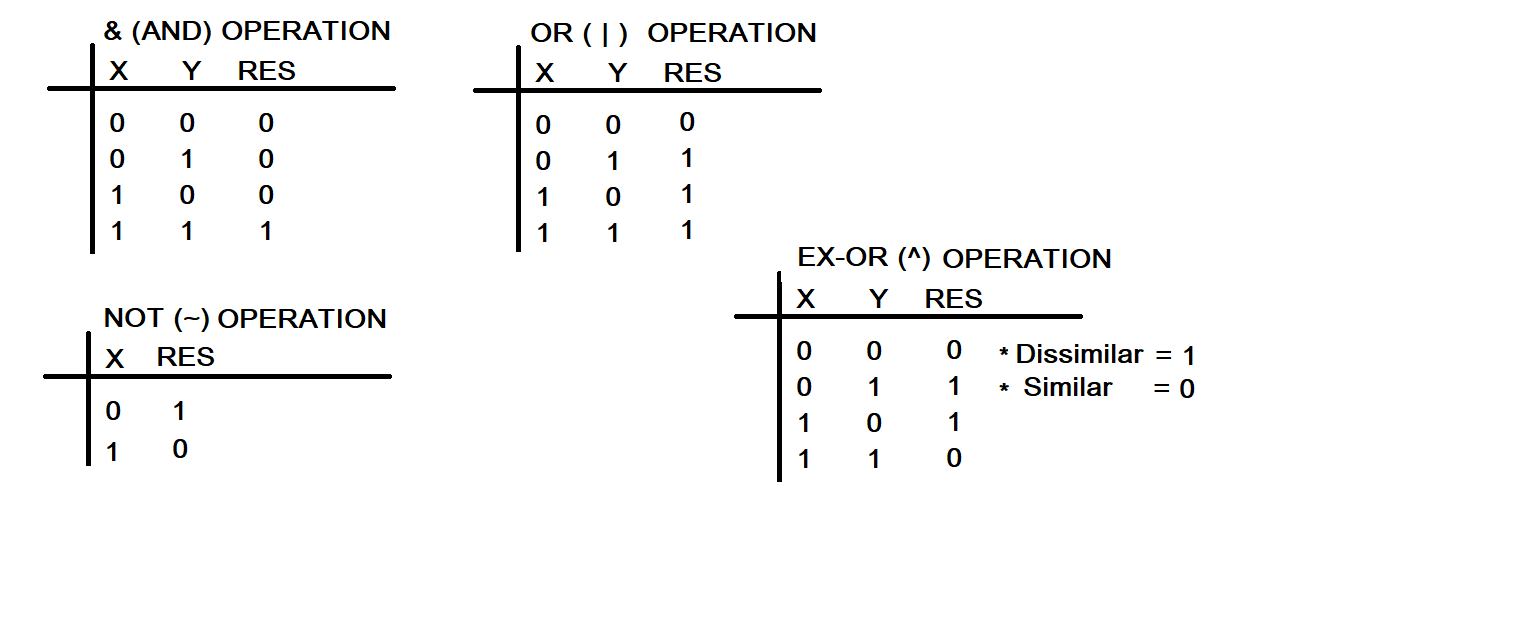 & (AND) OPERATION
X Y RES
0 0 0
0 1 0
1 0 0
1 1 1
OR ( | ) OPERATION
X Y RES
0 0 0
0 1 1
1 0 1
1 1 1
NOT (~) OPERATION
X RES
0 1
1 0
EX-OR (^) OPERATION
X Y RES
0 0 0 * Dissimilar = 1
0 1 1 * Similar = 0
1 0 1
1 1 0